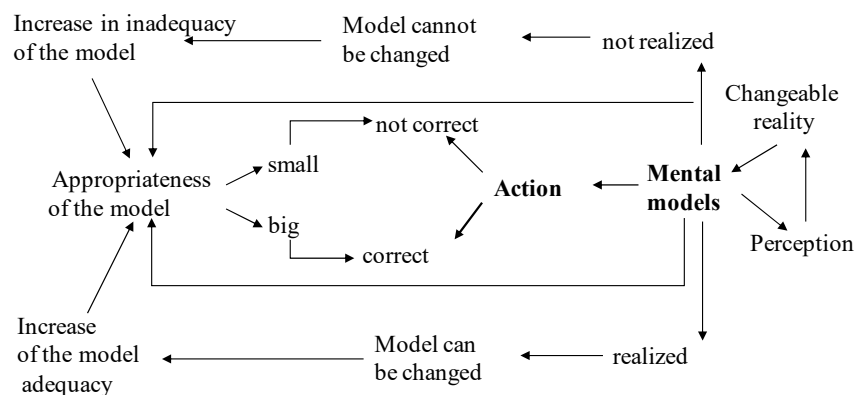 Increase in inadequacy
of the model
Model cannot
be changed
not realized
Changeable
reality
not correct
small
Appropriateness
of the model
Action
Mental
models
big
correct
Perception
Increase
of the model
adequacy
Model can
be changed
realized